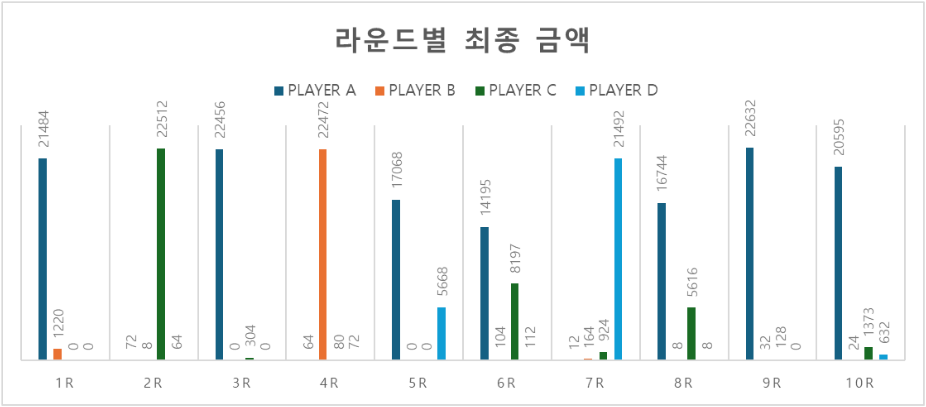 라운드별 최종 금액
PLAYER A PLAYER B PLAYER C PLAYER D
21484 1220 0 0
72 8 22512 64
22456 0 304 0
64 22472 80 72
17068 0 0 5668
14195 104 8197 112
12 164 924 21492
16744 8 5616 8
22632 32 128 0
20595 24 1373 632
1R 2R 3R 4R 5R 6R 7R 8R 9R 10R